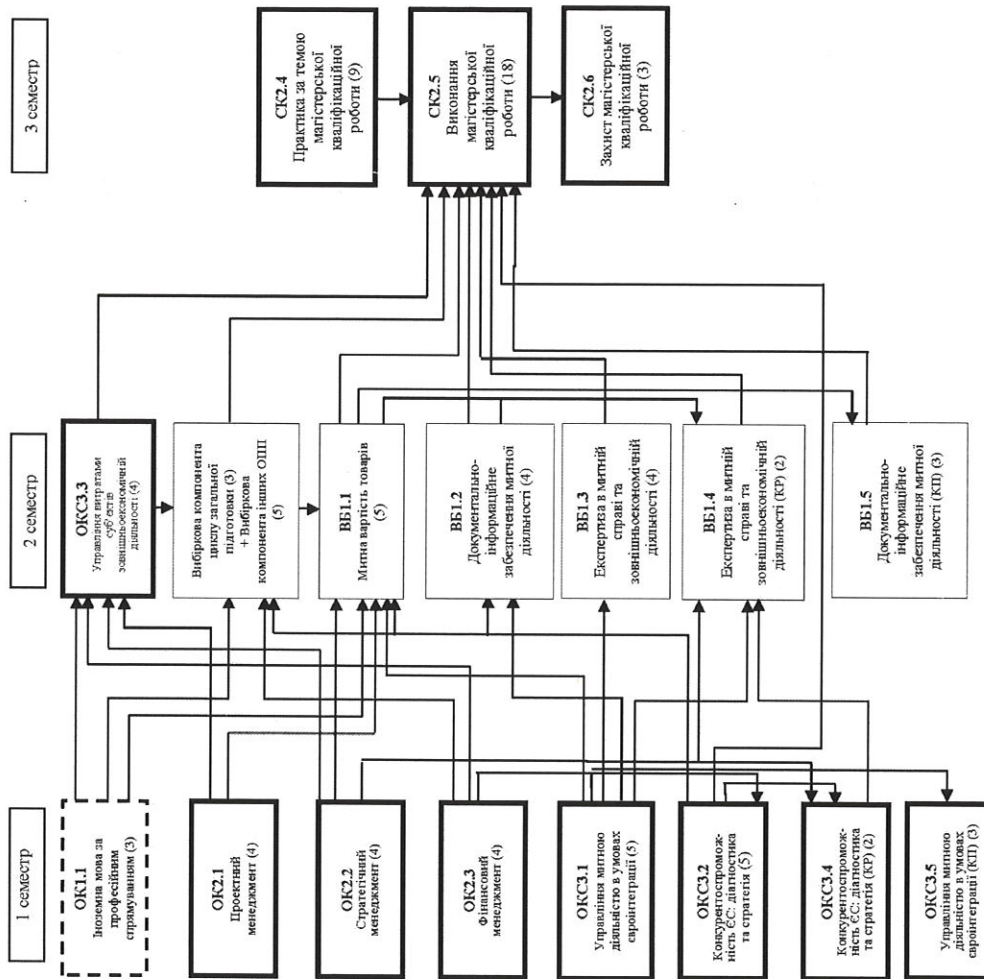 1 семестр
ОК1.1
Іноземна мова за
професійним
спрямуванням (3)
ОК2.1
Проектний
менеджмент (4)
ОК2.2
Стратегічний
менеджмент (4)
ОК2.3
Фінансовий
менеджмент (4)
ОКС3.1
Управління митною
діяльністю в умовах
євроінтеграції (5)
ОКС3.2
Конкурентоспромож-
ність ЄС: діагностика
та стратегія (5)
ОКС3.4
Конкурентоспромож-
ність ЄС: діагностика
та стратегія (КР) (2)
ОКС3.5
Управління митною
діяльністю в умовах
євроінтеграції (КП) (3)
2 семестр
ОКС3.3
Управління витратами
суб'єктів
зовнішньоекономічній
діяльності (4)
Вибіркова компонента
циклу загальної
підготовки (3)
+ Вибіркова
компонента інших ОПП
(5)
ВБ1.1
Митна вартість товарів
(5)
ВБ1.2
Документально-
інформаційне
забезпечення митної
діяльності (4)
ВБ1.3
Експертиза в митній
справі та
зовнішньоекономічній
діяльності (4)
ВБ1.4
Експертиза в митній
справі та
зовнішньоекономічній
діяльності (КР) (2)
ВБ1.5
Документально-
інформаційне
забезпечення митної
діяльності (КП) (3)
3 семестр
СК2.4
Практика за темою
магістерської
кваліфікаційної
роботи (9)
СК2.5
Виконання
магістерської
кваліфікаційної
роботи (18)
СК2.6
Захист магістерської
кваліфікаційної
роботи (3)